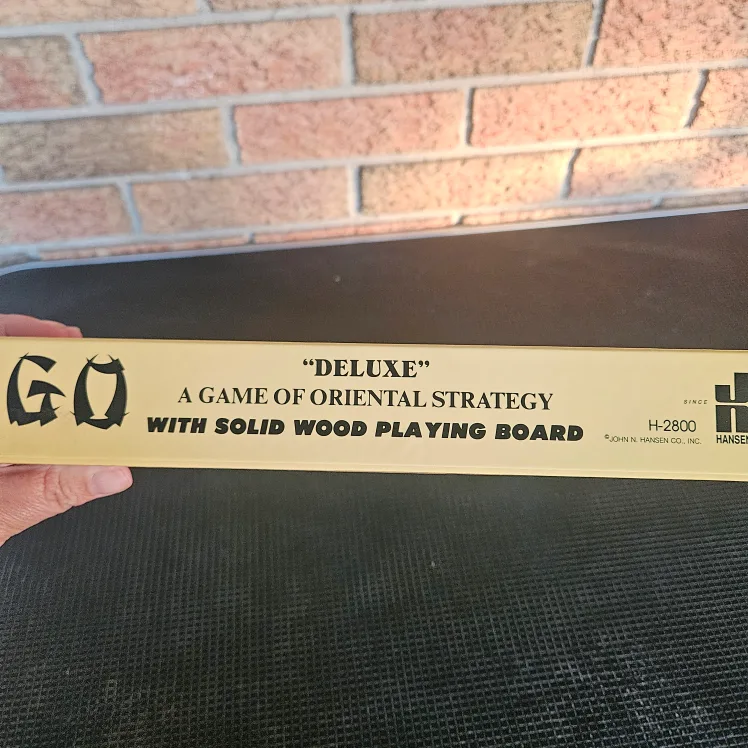 GO
“DELUXE”
A GAME OF ORIENTAL STRATEGY
WITH SOLID WOOD PLAYING BOARD
H-2800
©JOHN N. HANSEN CO., INC.
SINCE
HANSEN